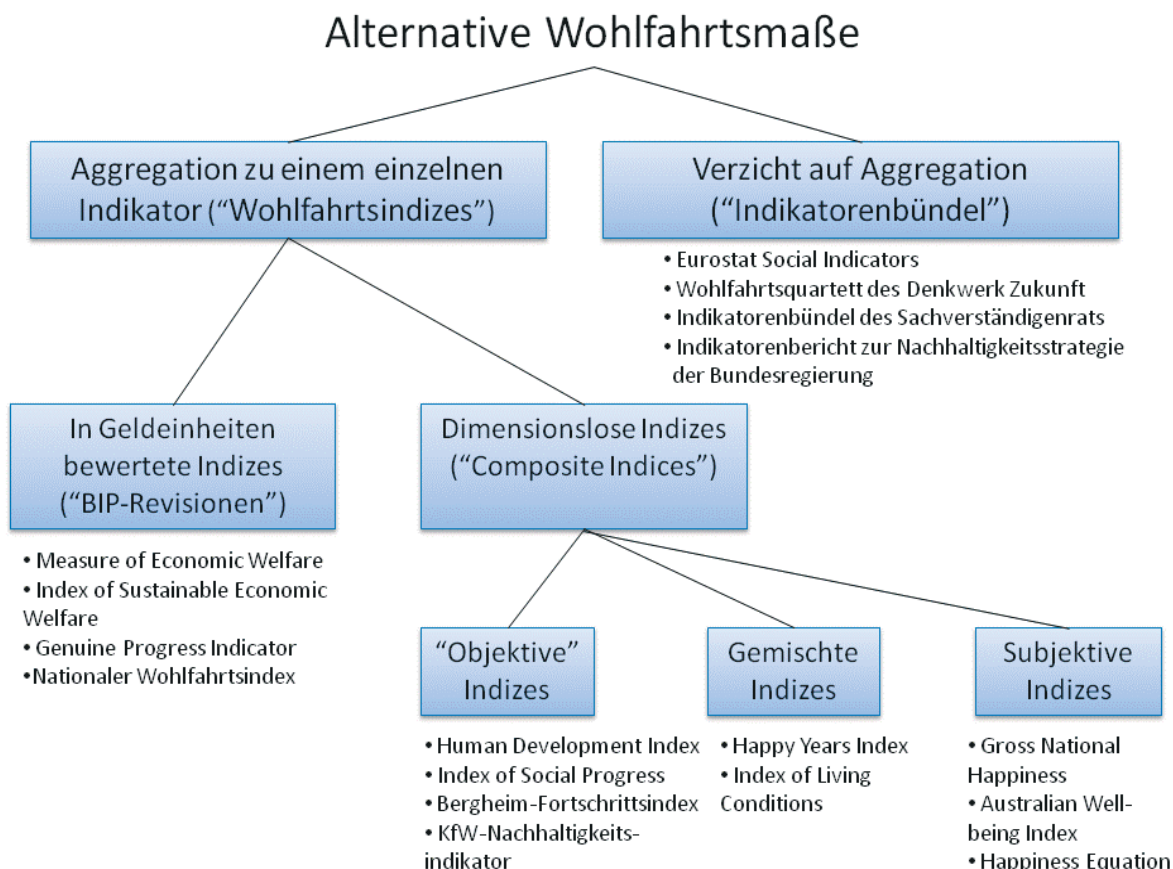 Alternative Wohlfahrtsmaße
Aggregation zu einem einzelnen
Indikator (“Wohlfahrtsindizes”)
Verzicht auf Aggregation
(“Indikatorenbündel”)
• Eurostat Social Indicators
• Wohlfahrtsquartett des Denkwerk Zukunft
• Indikatorenbündel des Sachverständigenrats
• Indikatorenbericht zur Nachhaltigkeitsstrategie
der Bundesregierung
In Geldeinheiten
bewertete Indizes
(“BIP-Revisionen”)
• Measure of Economic Welfare
• Index of Sustainable Economic
Welfare
• Genuine Progress Indicator
•Nationaler Wohlfahrtsindex
Dimensionslose Indizes
(“Composite Indices”)
“Objektive”
Indizes
• Human Development Index
• Index of Social Progress
• Bergheim-Fortschrittsindex
• KfW-Nachhaltigkeits-
indikator
Gemischte
Indizes
• Happy Years Index
• Index of Living
Conditions
Subjektive
Indizes
• Gross National
Happiness
• Australian Well-
being Index
• Happiness Equation